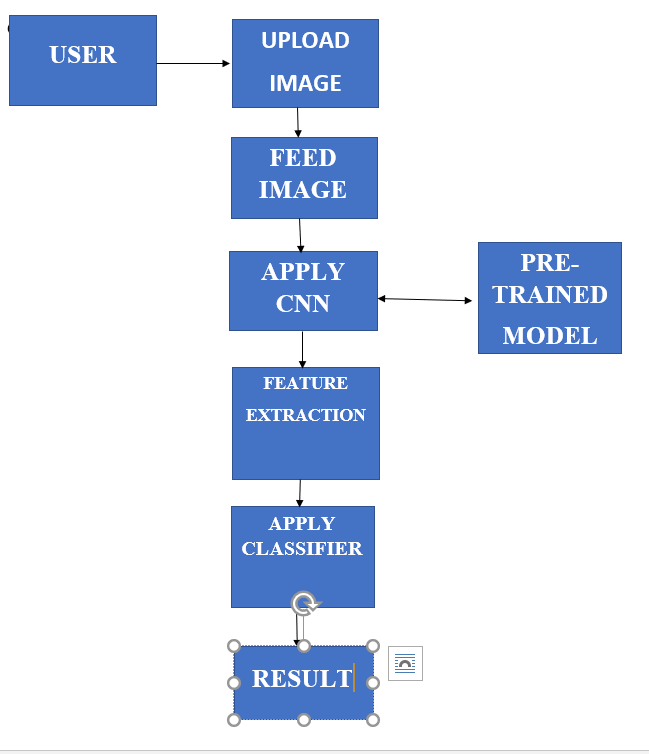 USER
UPLOAD
IMAGE
FEED
IMAGE
APPLY
CNN
PRE-
TRAINED
MODEL
FEATURE
EXTRACTION
APPLY
CLASSIFIER
RESULT